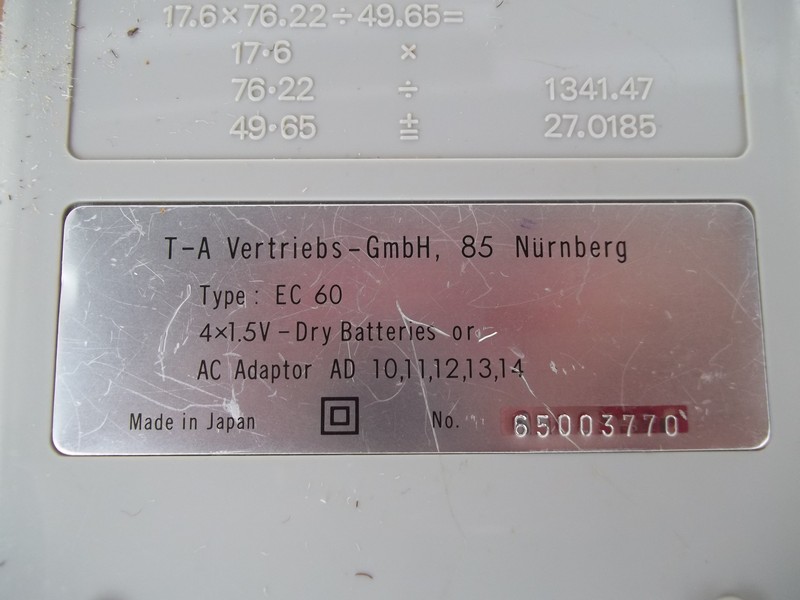 17.6×76.22÷49.65=
17·6 ×
76·22 ÷ 1341.47
49·65 ± 27.0185
T-A Vertriebs-GmbH, 85 Nürnberg
Type: EC 60
4×1.5V-Dry Batteries or
AC Adaptor AD 10,11,12,13,14
Made in Japan No. 65003770